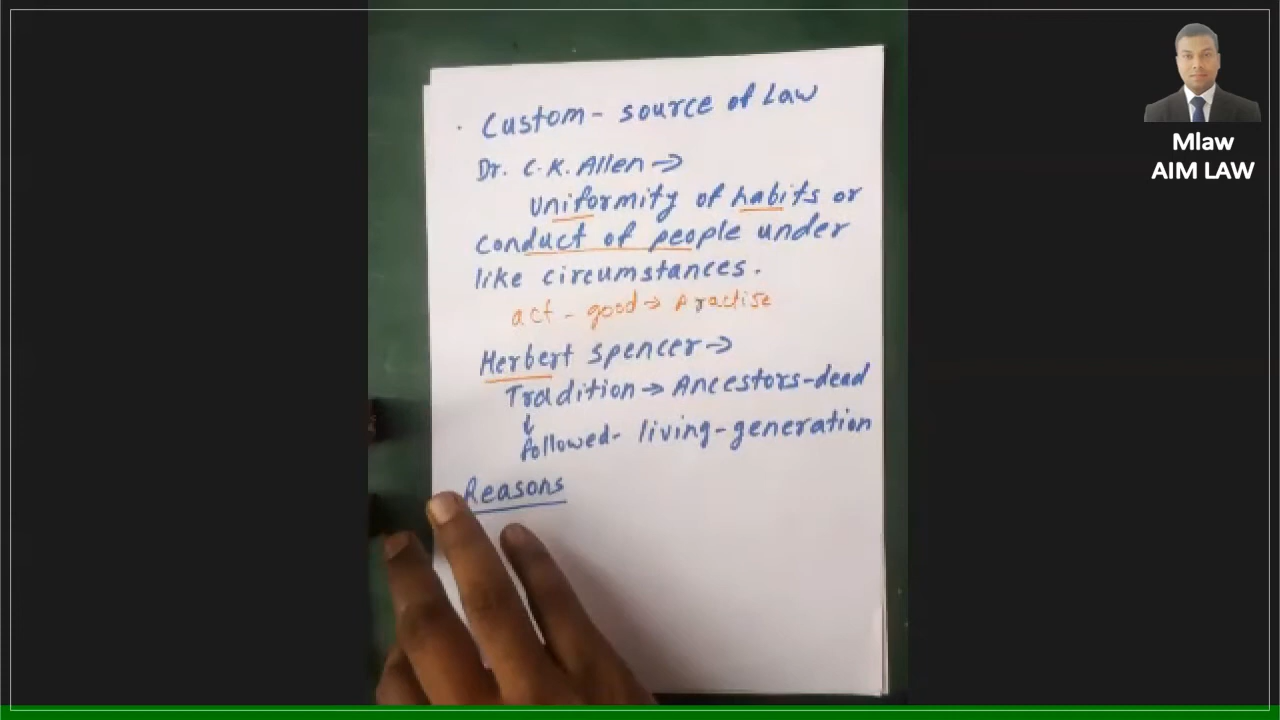 Custom - source of Law
Dr. C.K. Allen →
Uniformity of habits or
conduct of people under
like circumstances.
act - good → Practise
Herbert spencer →
Tradition → Ancestors-dead
↓
followed- living-generation
Reasons
Mlaw
AIM LAW